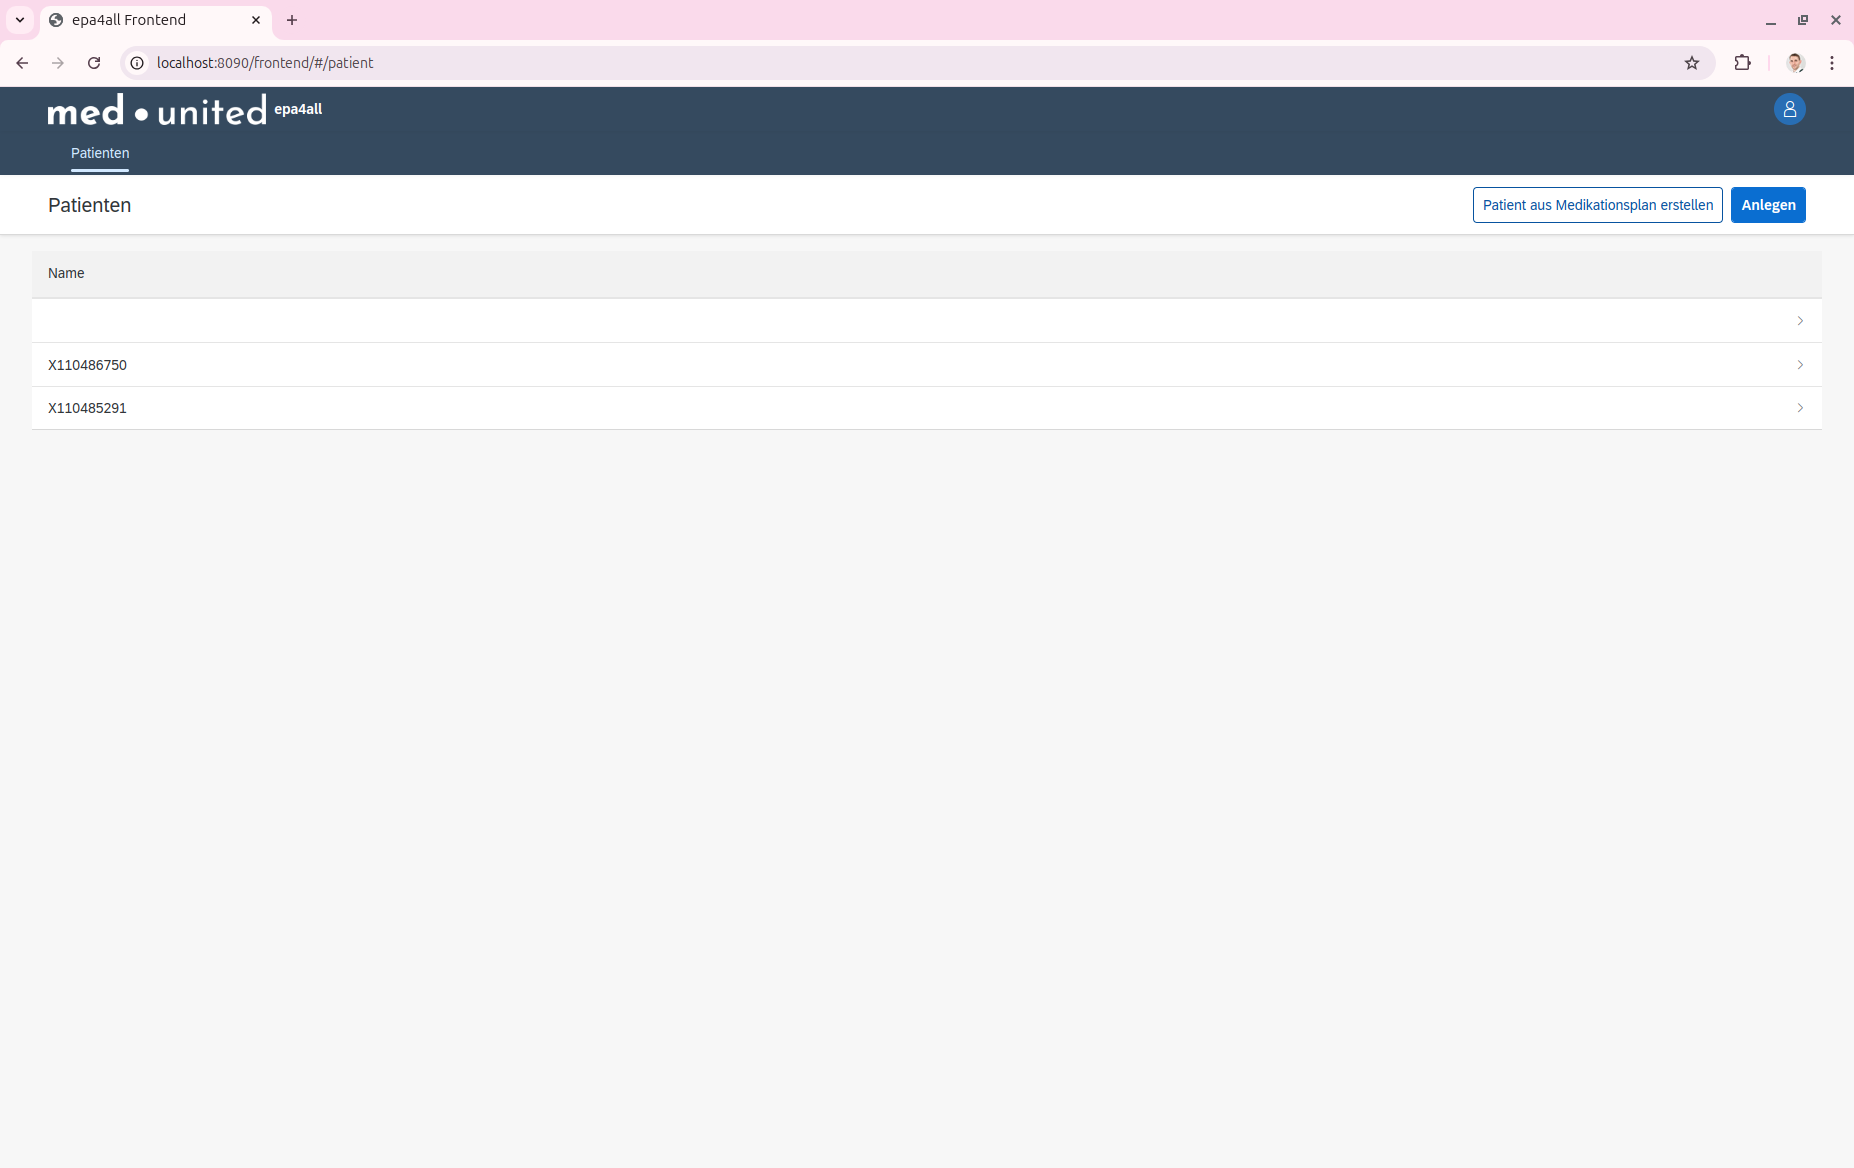 epa4all Frontend
localhost:8090/frontend/#/patient
med • united epa4all
Patienten
Patienten
Patient aus Medikationsplan erstellen
Anlegen
Name
X110486750
X110485291